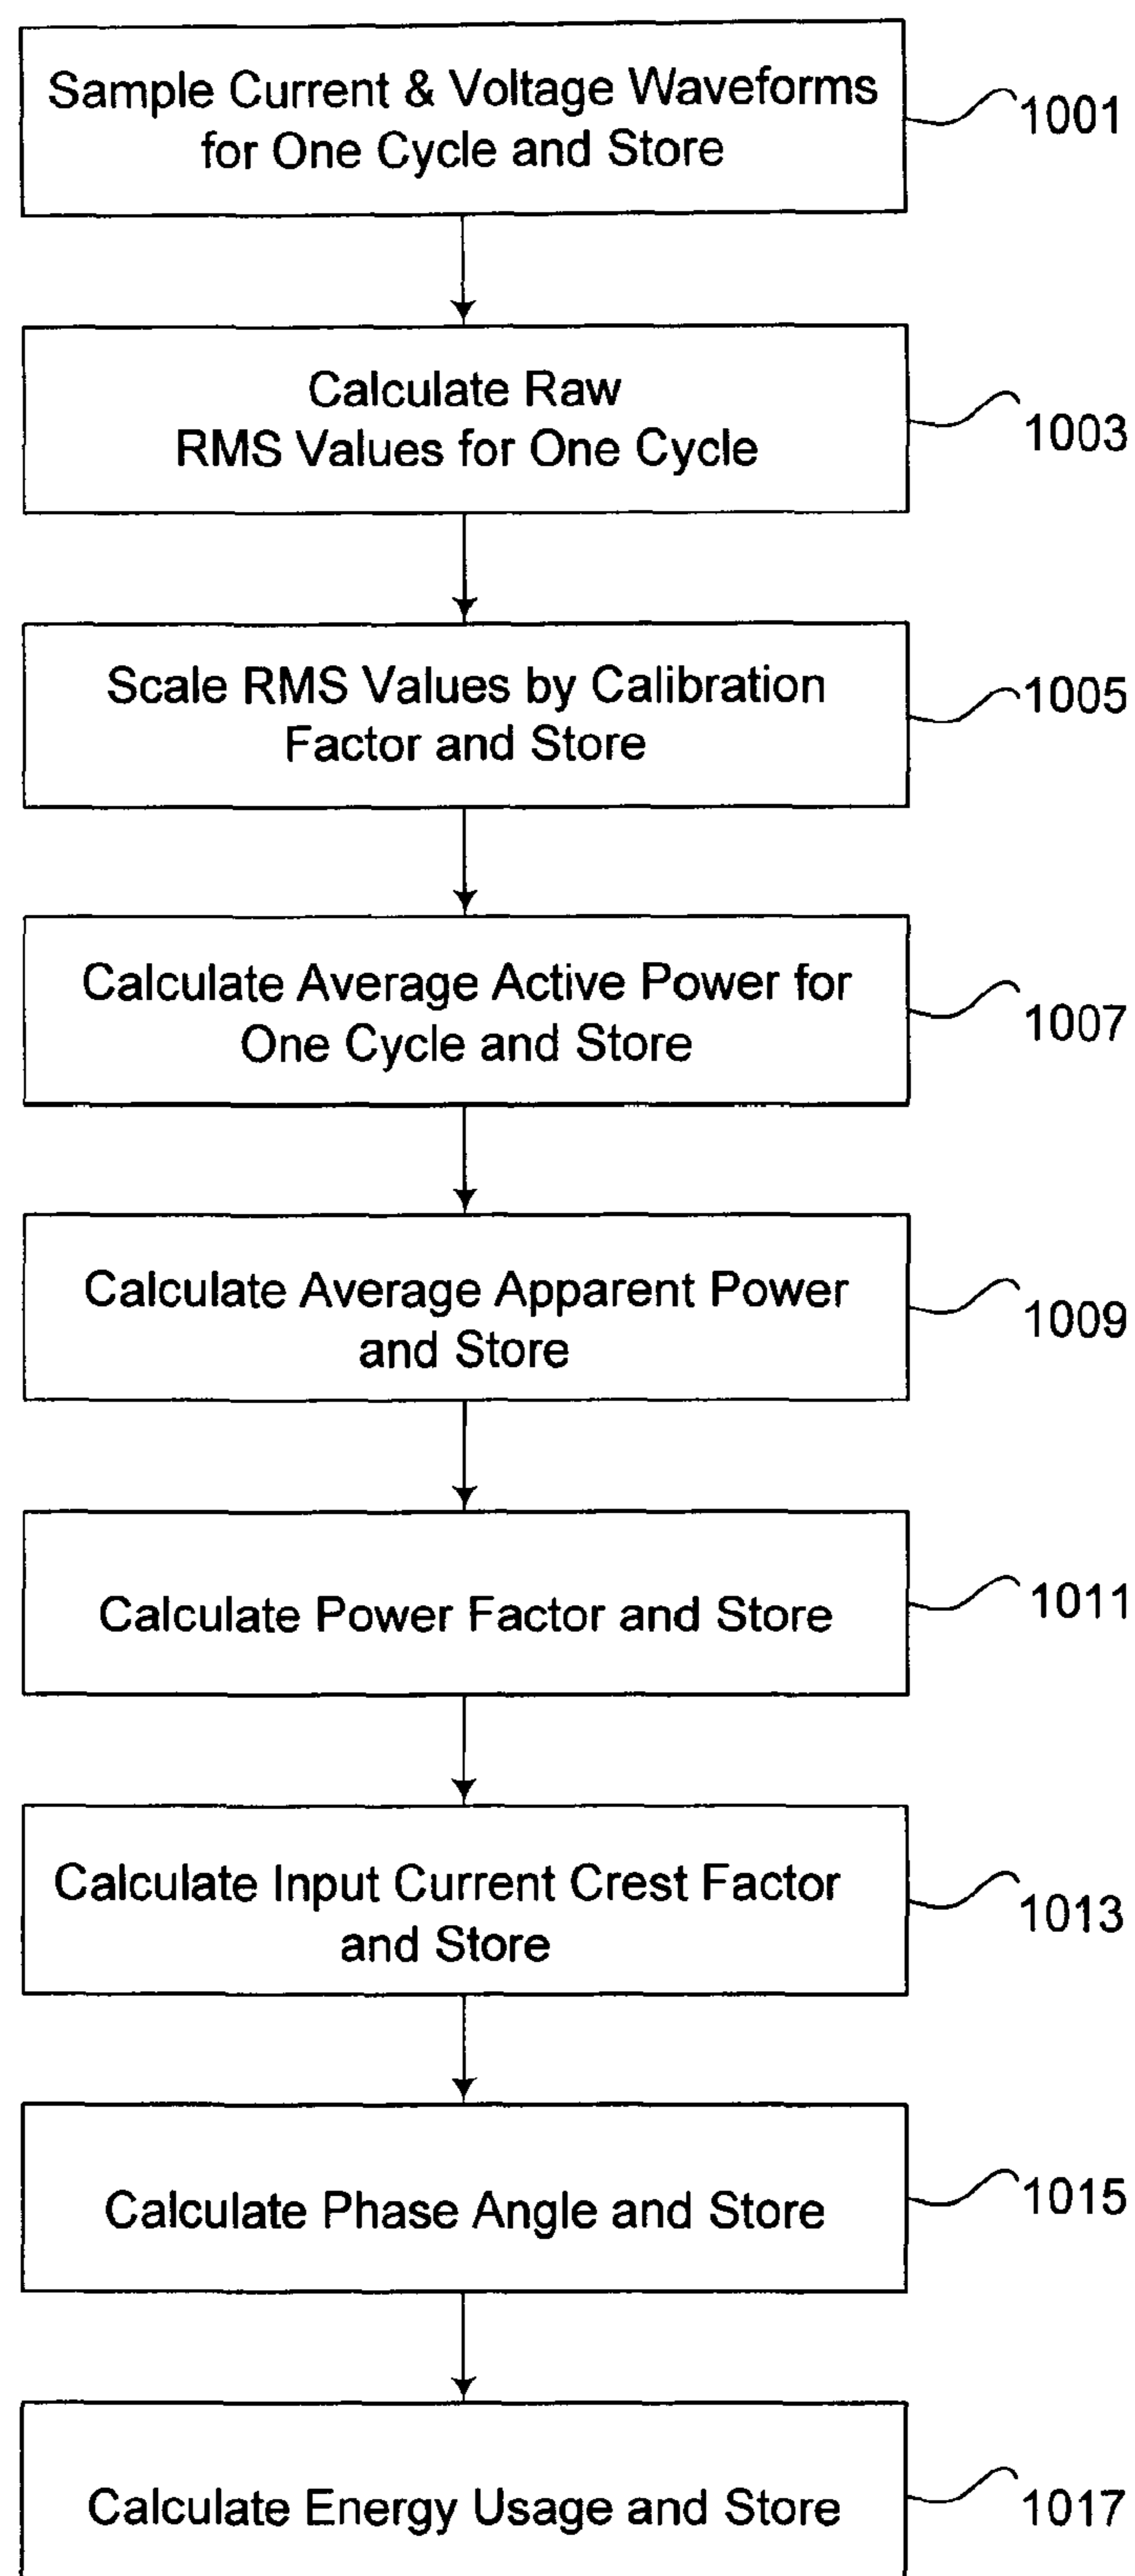 Sample Current & Voltage Waveforms
for One Cycle and Store
1001
Calculate Raw
RMS Values for One Cycle
1003
Scale RMS Values by Calibration
Factor and Store
1005
Calculate Average Active Power for
One Cycle and Store
1007
Calculate Average Apparent Power
and Store
1009
Calculate Power Factor and Store
1011
Calculate Input Current Crest Factor
and Store
1013
Calculate Phase Angle and Store
1015
Calculate Energy Usage and Store
1017